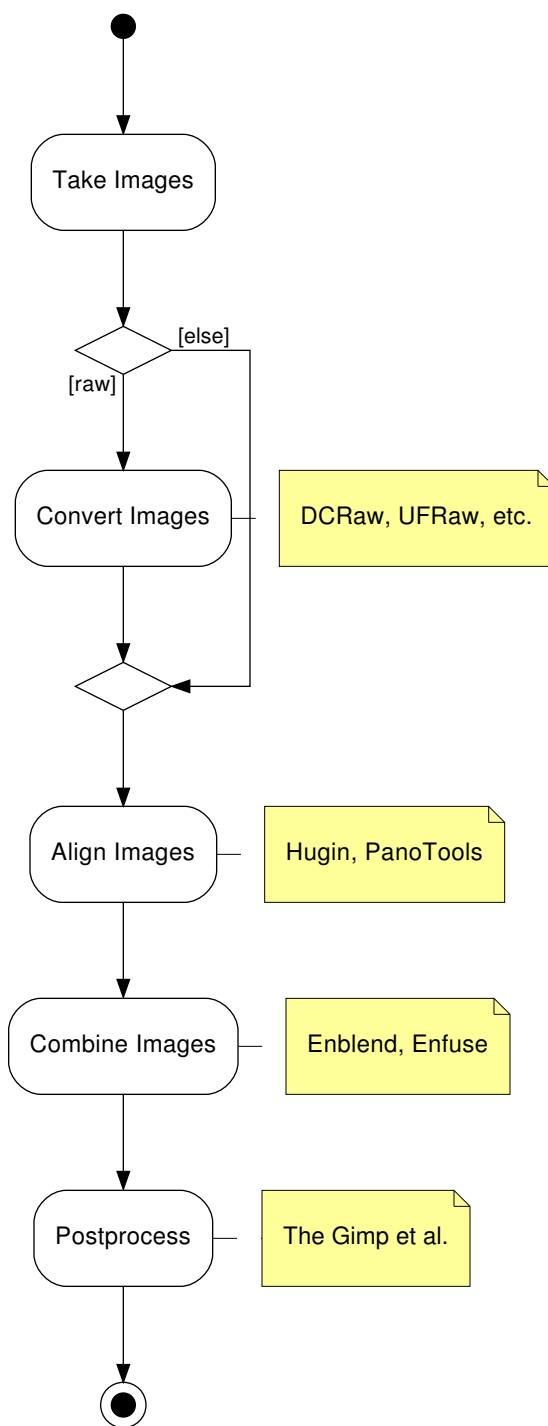 Take Images
[else]
[raw]
Convert Images
DCRaw, UFRaw, etc.
Align Images
Hugin, PanoTools
Combine Images
Enblend, Enfuse
Postprocess
The Gimp et al.